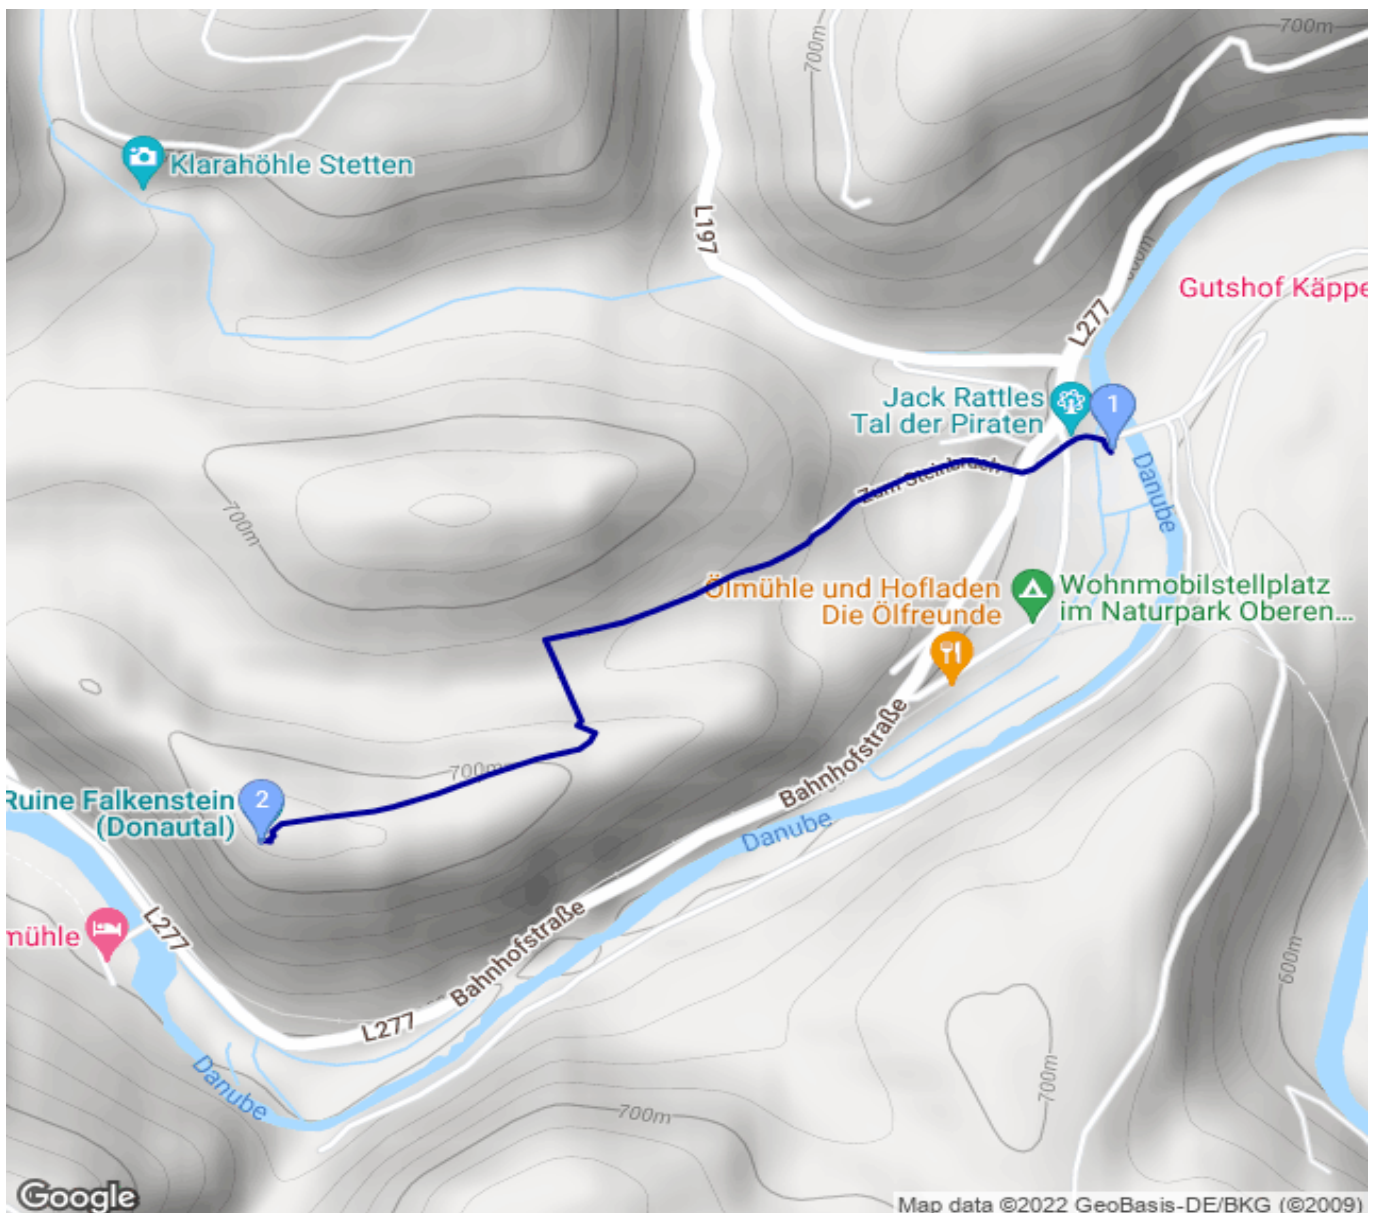 700m
700m
Klarahöhle Stetten
L197
600m
Gutshof Käppe
L277
Jack Rattles
Tal der Piraten
1
Zum Steinbruch
Danube
700m
Ölmühle und Hofladen
Die Ölfreunde
Wohnmobilstellplatz
im Naturpark Oberen...
Bahnhofstraße
700m
Ruine Falkenstein
(Donautal)
2
Danube
mühle
L277
Bahnhofstraße
600m
L277
Danube
700m
700m
Google
Map data ©2022 GeoBasis-DE/BKG (©2009)